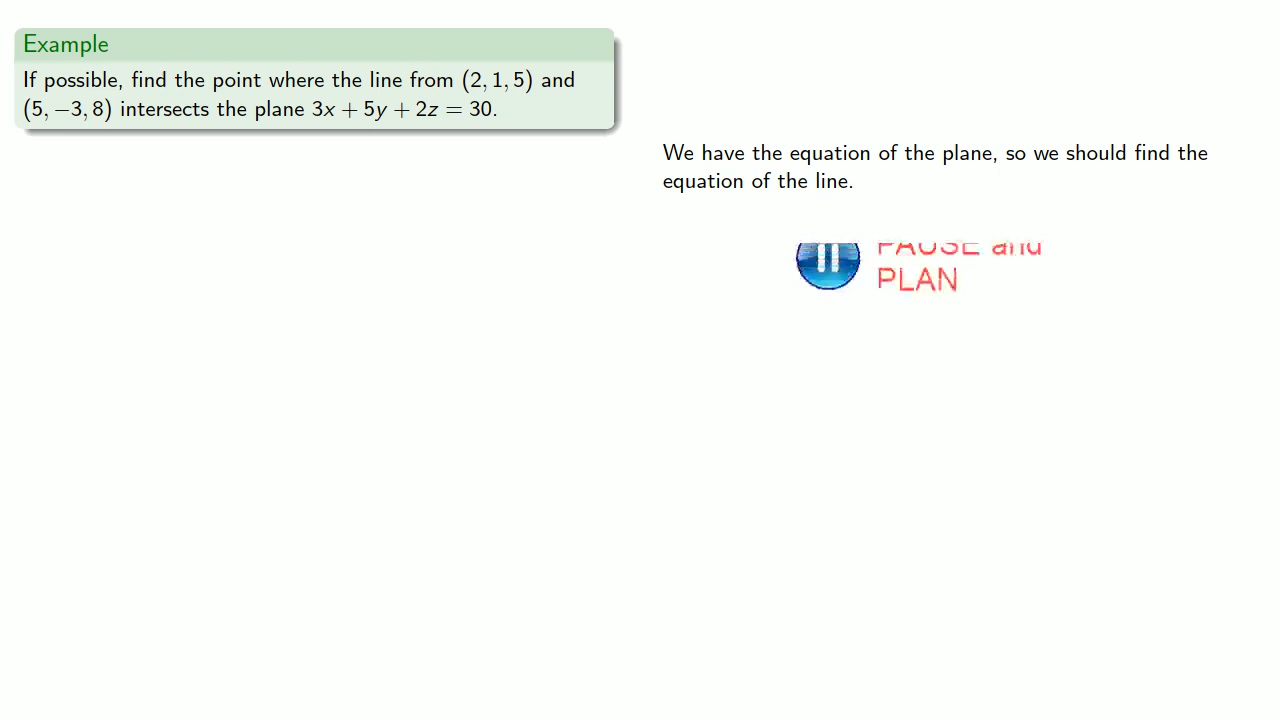 Example
If possible, find the point where the line from (2, 1, 5) and
(5, −3, 8) intersects the plane 3x + 5y + 2z = 30.
We have the equation of the plane, so we should find the
equation of the line.
PAUSE and
PLAN